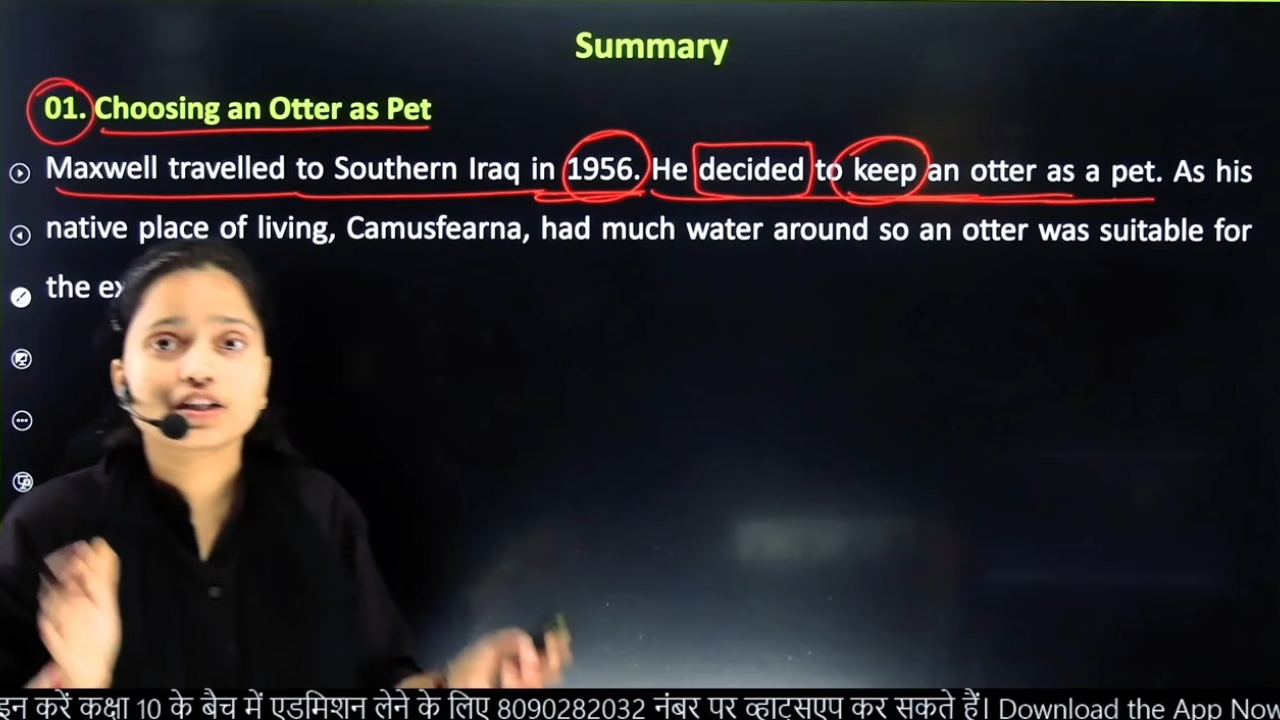 Summary
01. Choosing an Otter as Pet
Maxwell travelled to Southern Iraq in 1956. He decided to keep an otter as a pet. As his
native place of living, Camusfearna, had much water around so an otter was suitable for
the
इन करें कक्षा 10 के बैच में एडमिशन लेने के लिए 8090282032 नंबर पर व्हाट्सएप कर सकते हैं। Download the App Now